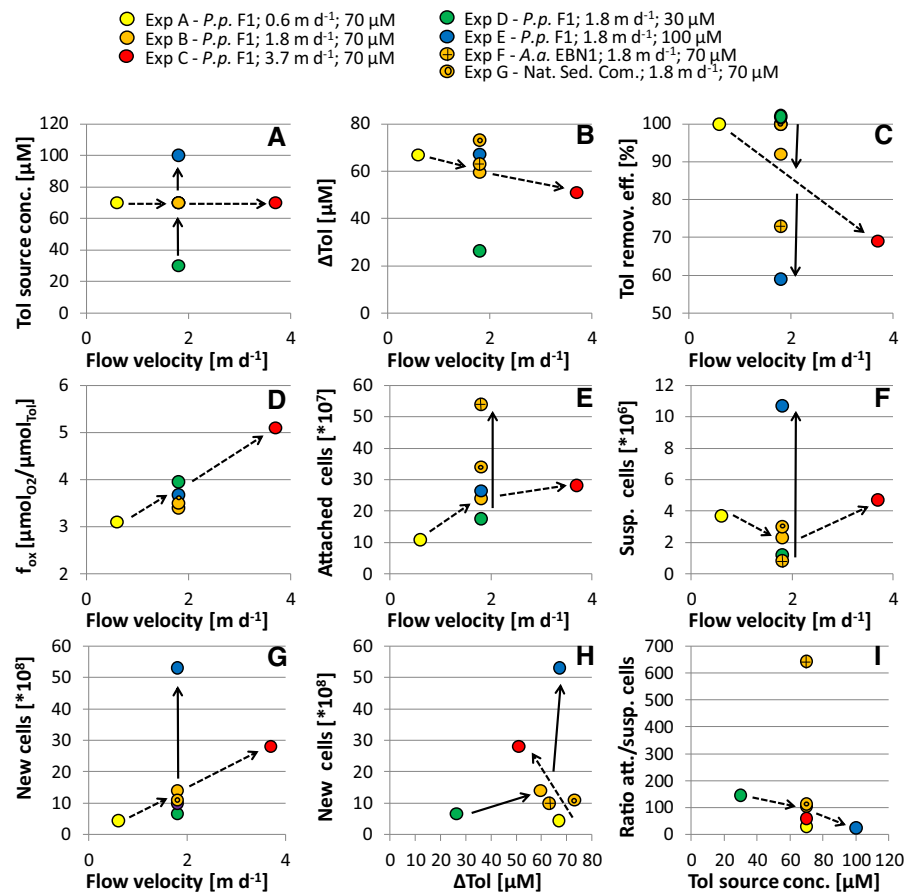 Exp A - P.p. F1; 0.6 m d⁻¹; 70 µM
Exp B - P.p. F1; 1.8 m d⁻¹; 70 µM
Exp C - P.p. F1; 3.7 m d⁻¹; 70 µM
Exp D - P.p. F1; 1.8 m d⁻¹; 30 µM
Exp E - P.p. F1; 1.8 m d⁻¹; 100 µM
Exp F - A.a. EBN1; 1.8 m d⁻¹; 70 µM
Exp G - Nat. Sed. Com.; 1.8 m d⁻¹; 70 µM
A
Tol source conc. [µM]
120
100
80
60
40
20
0
0 2 4
Flow velocity [m d⁻¹]
B
ΔTol [µM]
80
60
40
20
0
0 2 4
Flow velocity [m d⁻¹]
C
Tol remov. eff. [%]
100
90
80
70
60
50
0 2 4
Flow velocity [m d⁻¹]
D
fox [µmolO2/µmolTol]
6
5
4
3
2
0 2 4
Flow velocity [m d⁻¹]
E
Attached cells [*10⁷]
60
50
40
30
20
10
0
0 2 4
Flow velocity [m d⁻¹]
F
Susp. cells [*10⁶]
12
10
8
6
4
2
0
0 2 4
Flow velocity [m d⁻¹]
G
New cells [*10⁸]
60
50
40
30
20
10
0
0 2 4
Flow velocity [m d⁻¹]
H
New cells [*10⁸]
60
50
40
30
20
10
0
0 10 20 30 40 50 60 70 80
ΔTol [µM]
I
Ratio att./susp. cells
700
600
500
400
300
200
100
0
0 20 40 60 80 100 120
Tol source conc. [µM]